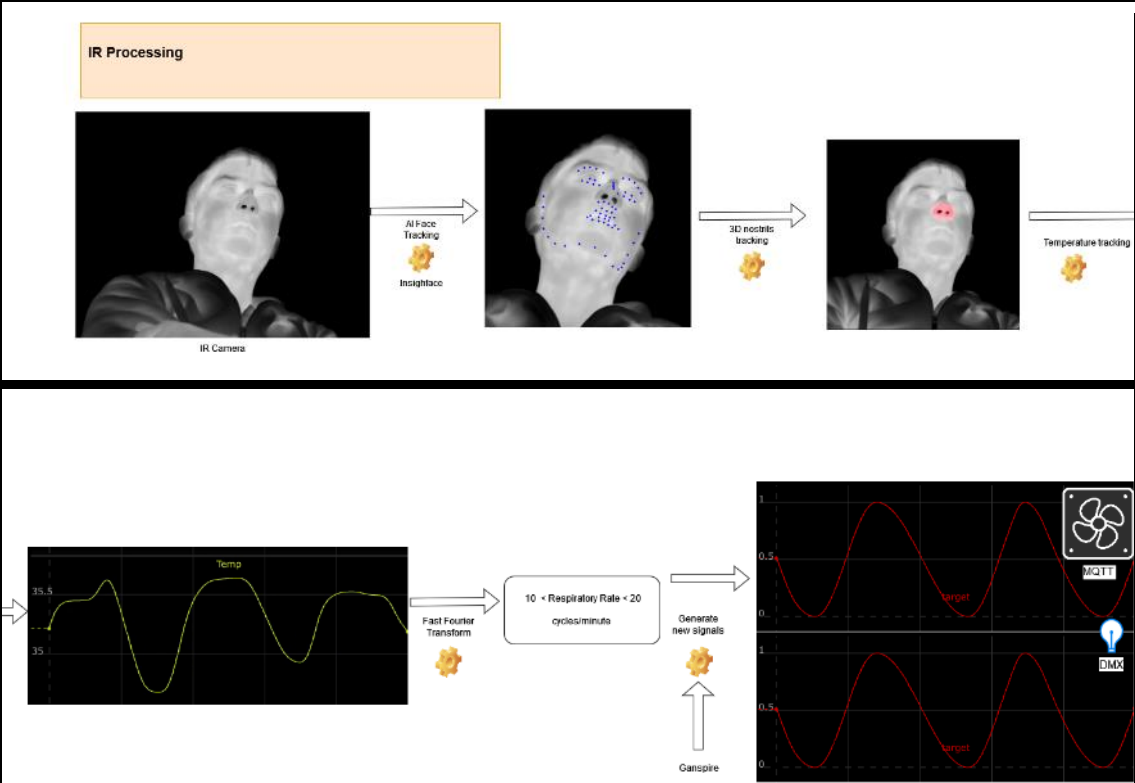 IR Processing
AI Face
Tracking
Insighface
IR Camera
3D nostrils
tracking
Temperature tracking
Temp
35.5
35
Fast Fourier
Transform
10 < Respiratory Rate < 20
cycles/minute
Generate
new signals
Ganspire
1
0.5
0
target
MQTT
1
0.5
0
target
DMX